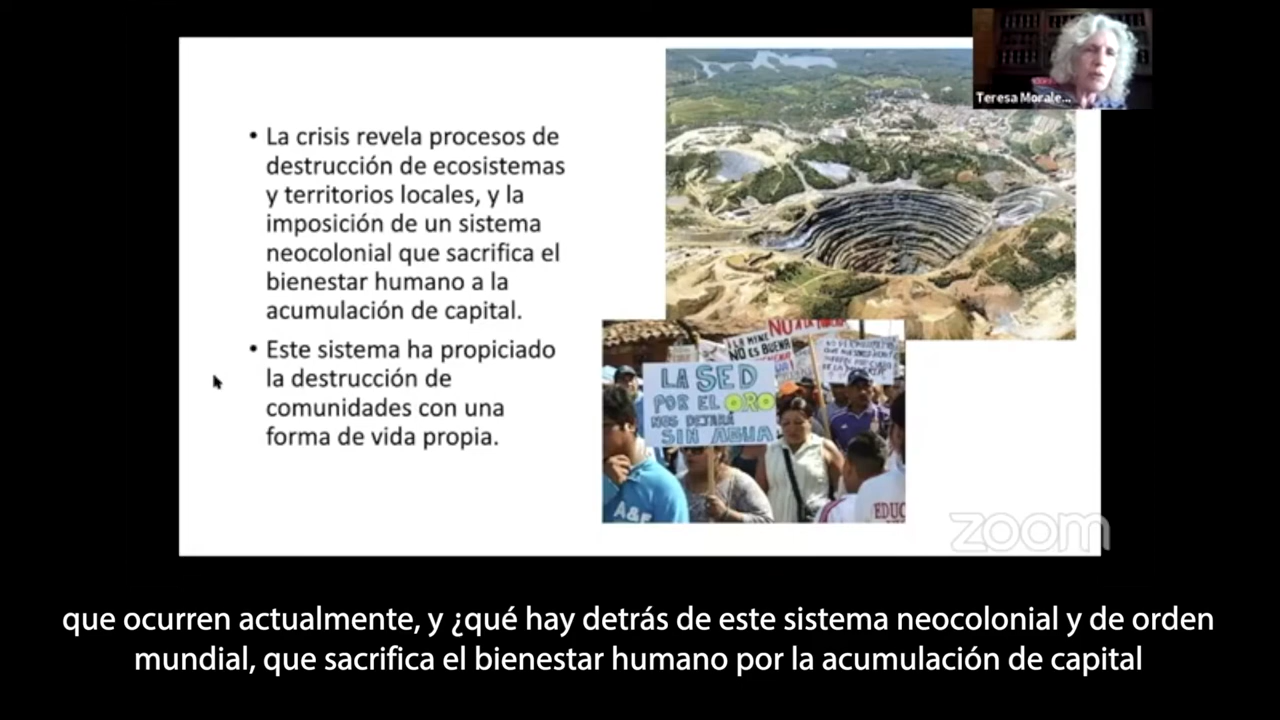 Teresa Morale...
• La crisis revela procesos de
destrucción de ecosistemas
y territorios locales, y la
imposición de un sistema
neocolonial que sacrifica el
bienestar humano a la
acumulación de capital.
• Este sistema ha propiciado
la destrucción de
comunidades con una
forma de vida propia.
NO A LA
LA MINE
NO ES BUENA
LA SED
POR EL ORO
NOS DEJARÁ
SIN AGUA
A&E
EDUC
zoom
que ocurren actualmente, y ¿qué hay detrás de este sistema neocolonial y de orden
mundial, que sacrifica el bienestar humano por la acumulación de capital